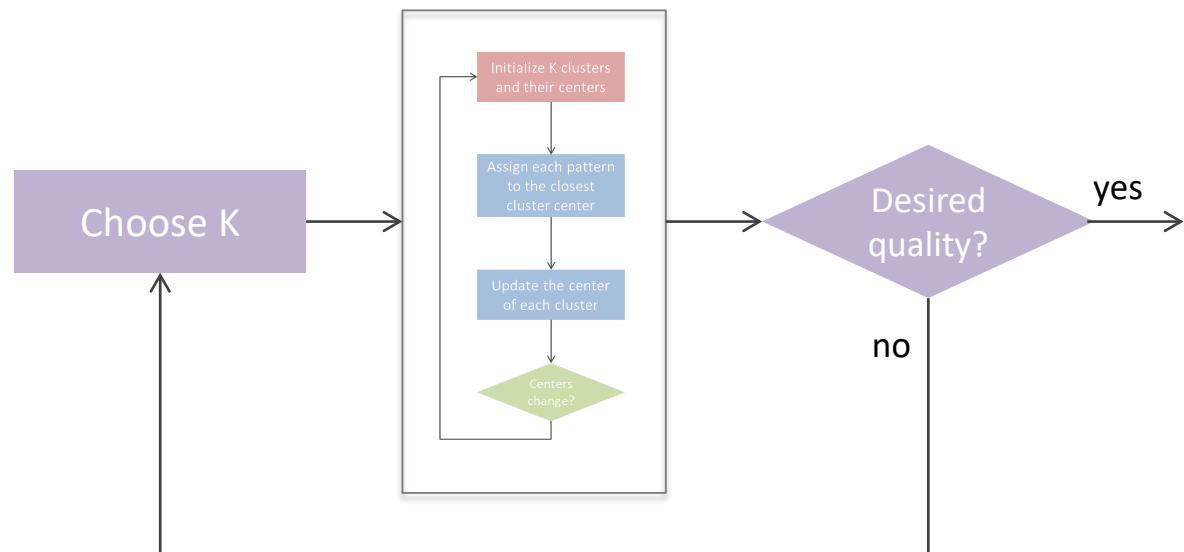 Choose K
Initialize K clusters
and their centers
Assign each pattern
to the closest
cluster center
Update the center
of each cluster
Centers
change?
Desired
quality?
yes
no